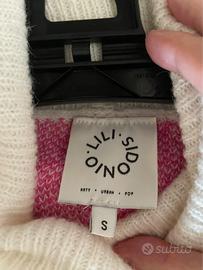 LILI · SIDONIO ·
ARTY • URBAN • POP
S
subito